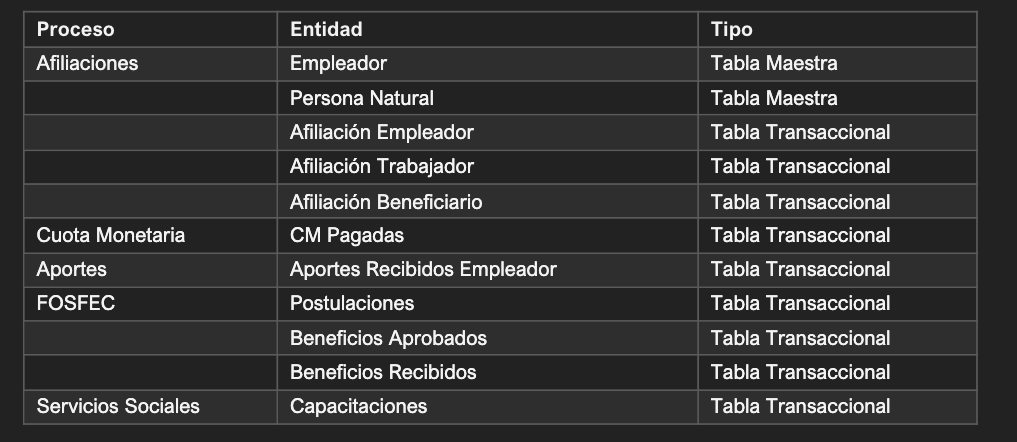 Proceso Entidad Tipo
Afiliaciones Empleador Tabla Maestra
Persona Natural Tabla Maestra
Afiliación Empleador Tabla Transaccional
Afiliación Trabajador Tabla Transaccional
Afiliación Beneficiario Tabla Transaccional
Cuota Monetaria CM Pagadas Tabla Transaccional
Aportes Aportes Recibidos Empleador Tabla Transaccional
FOSFEC Postulaciones Tabla Transaccional
Beneficios Aprobados Tabla Transaccional
Beneficios Recibidos Tabla Transaccional
Servicios Sociales Capacitaciones Tabla Transaccional